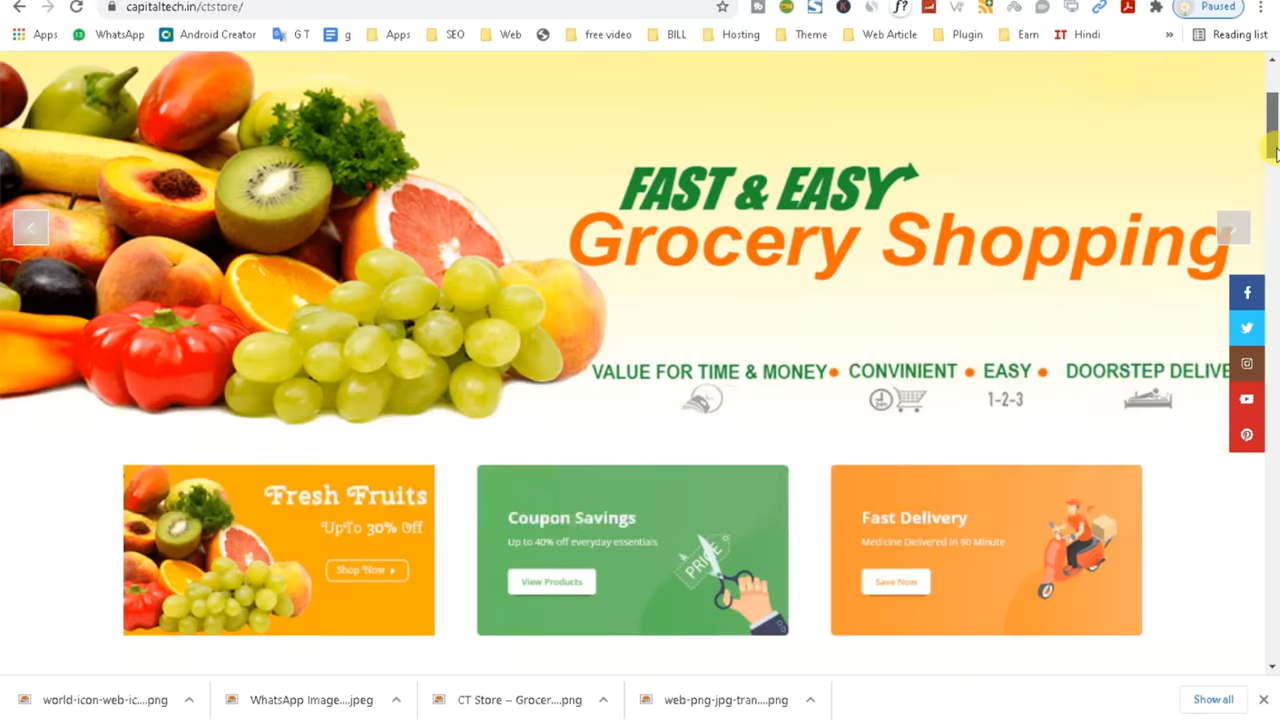 capitaltech.in/ctstore/
Paused
Apps
WhatsApp
Android Creator
G T
g
Apps
SEO
Web
free video
BILL
Hosting
Theme
Web Article
Plugin
Earn
IT Hindi
»
Reading list
FAST & EASY
Grocery Shopping
VALUE FOR TIME & MONEY • CONVINIENT • EASY • DOORSTEP DELIVE
1-2-3
Fresh Fruits
UpTo 30% Off
Shop Now
Coupon Savings
Up to 40% off everyday essentials
View Products
PRICE
Fast Delivery
Medicine Delivered in 90 Minute
Save Now
world-icon-web-ic....png
WhatsApp Image....jpeg
CT Store – Grocer....png
web-png-jpg-tran....png
Show all